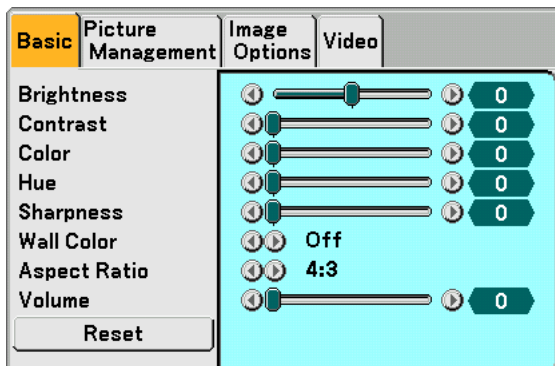 Basic
Picture Management
Image Options
Video
Brightness 0
Contrast 0
Color 0
Hue 0
Sharpness 0
Wall Color Off
Aspect Ratio 4:3
Volume 0
Reset